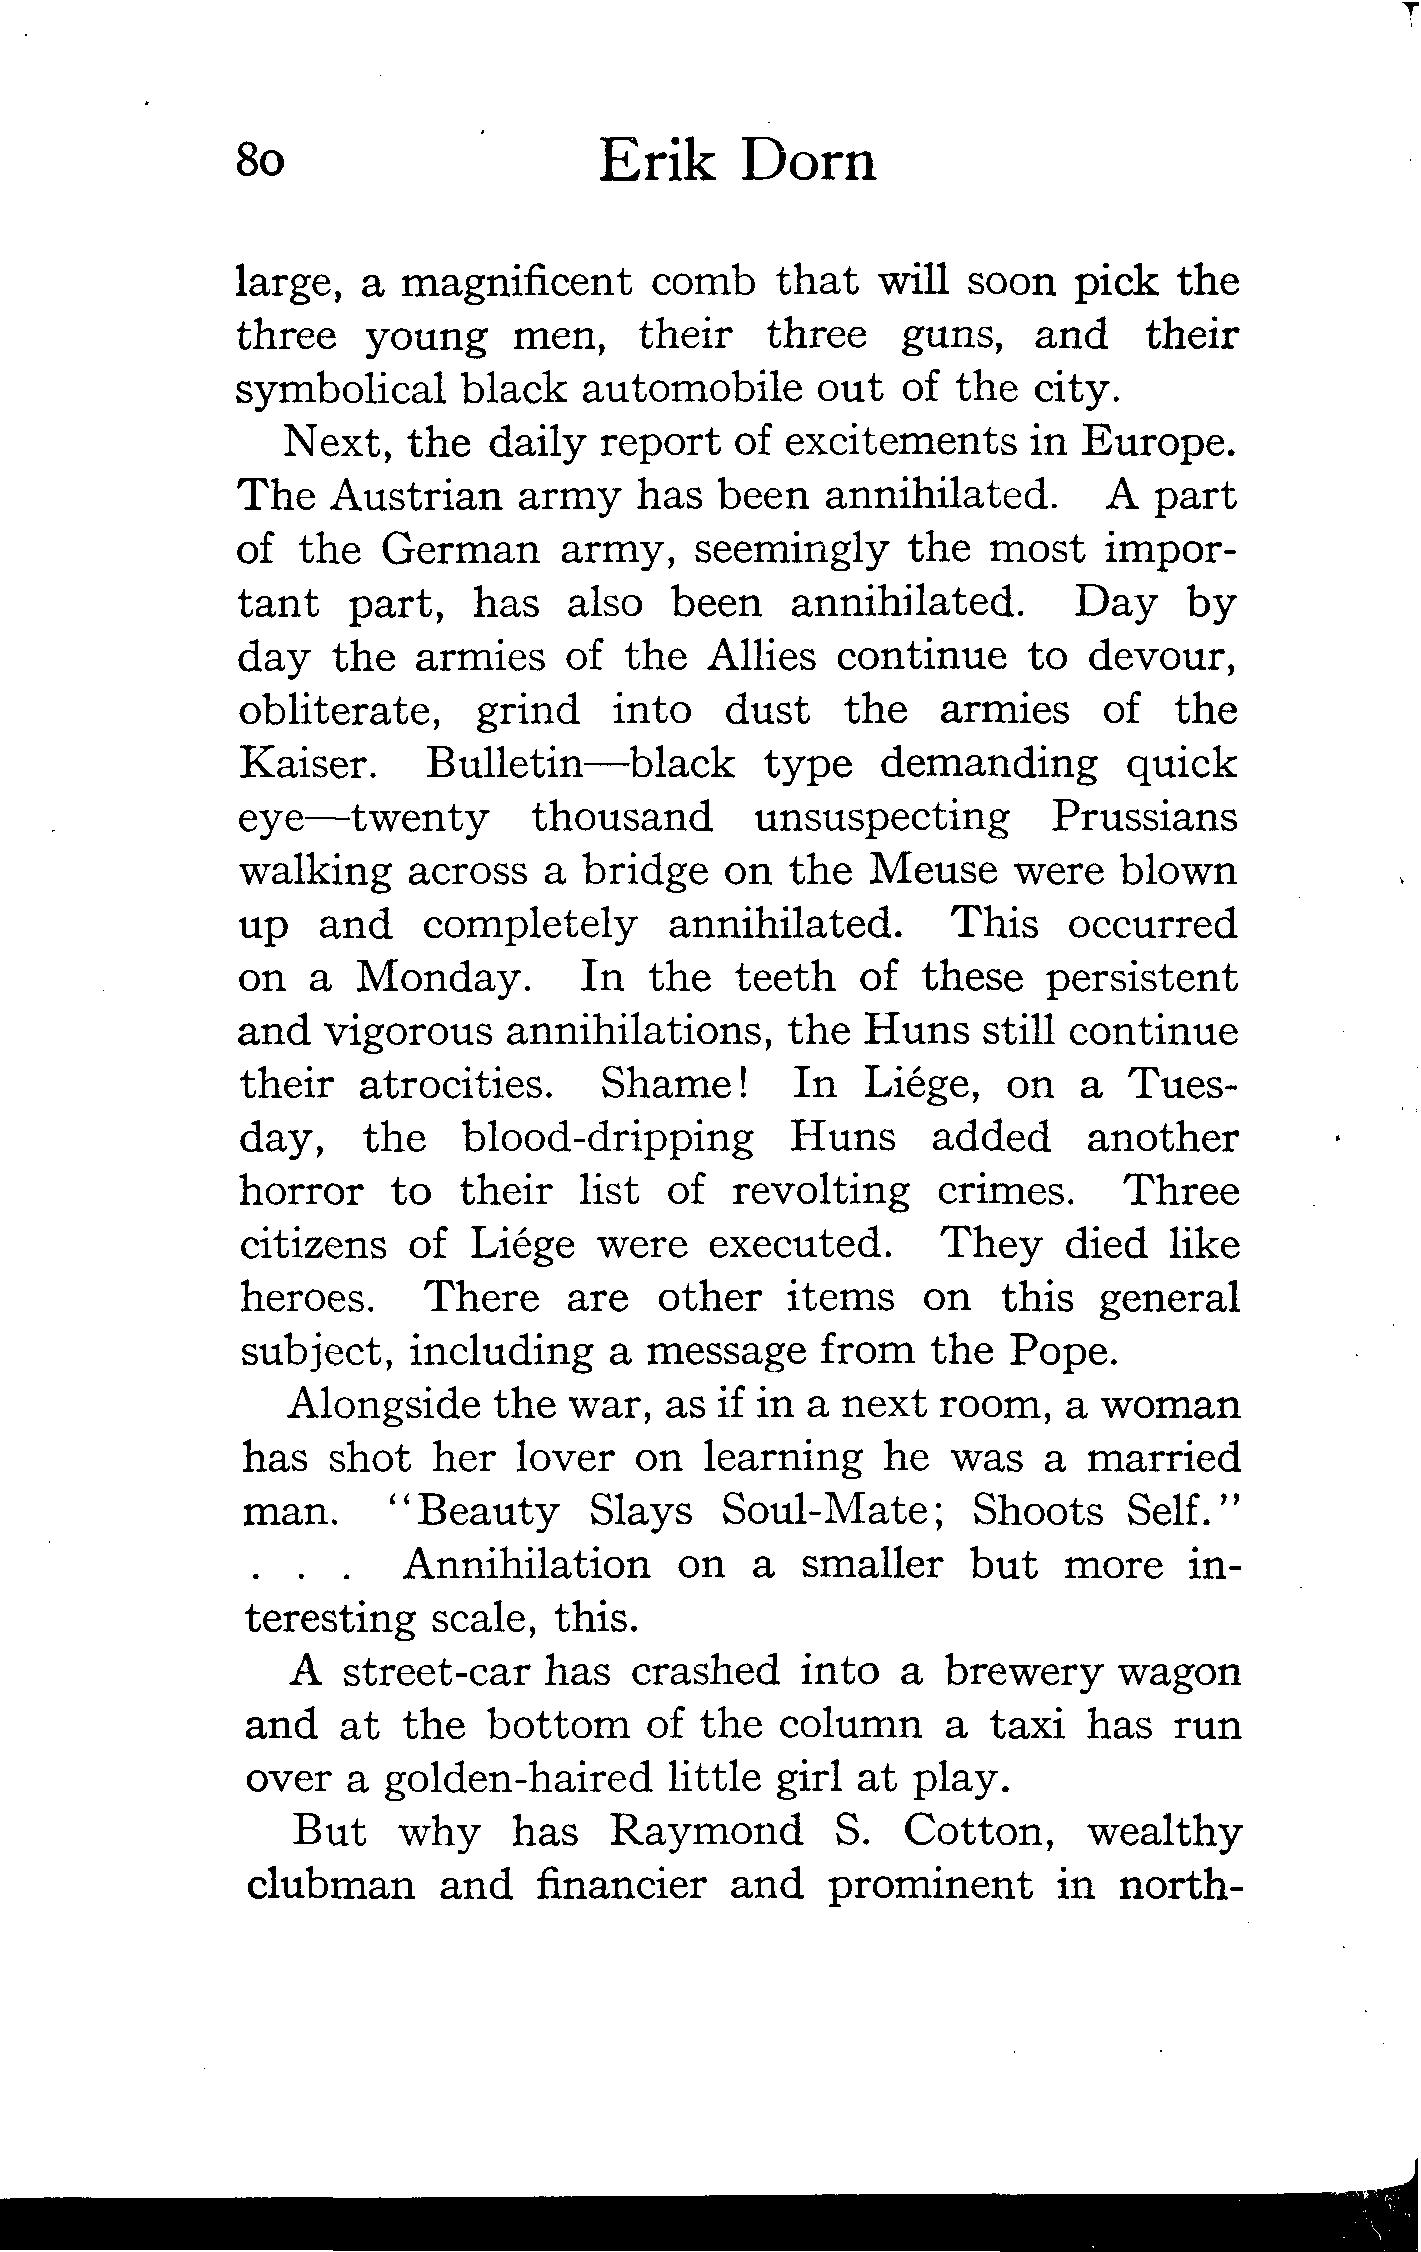 80 Erik Dorn
large, a magnificent comb that will soon pick the
three young men, their three guns, and their
symbolical black automobile out of the city.
Next, the daily report of excitements in Europe.
The Austrian army has been annihilated. A part
of the German army, seemingly the most impor-
tant part, has also been annihilated. Day by
day the armies of the Allies continue to devour,
obliterate, grind into dust the armies of the
Kaiser. Bulletin—black type demanding quick
eye—twenty thousand unsuspecting Prussians
walking across a bridge on the Meuse were blown
up and completely annihilated. This occurred
on a Monday. In the teeth of these persistent
and vigorous annihilations, the Huns still continue
their atrocities. Shame! In Liége, on a Tues-
day, the blood-dripping Huns added another
horror to their list of revolting crimes. Three
citizens of Liége were executed. They died like
heroes. There are other items on this general
subject, including a message from the Pope.
Alongside the war, as if in a next room, a woman
has shot her lover on learning he was a married
man. "Beauty Slays Soul-Mate; Shoots Self."
. . . Annihilation on a smaller but more in-
teresting scale, this.
A street-car has crashed into a brewery wagon
and at the bottom of the column a taxi has run
over a golden-haired little girl at play.
But why has Raymond S. Cotton, wealthy
clubman and financier and prominent in north-